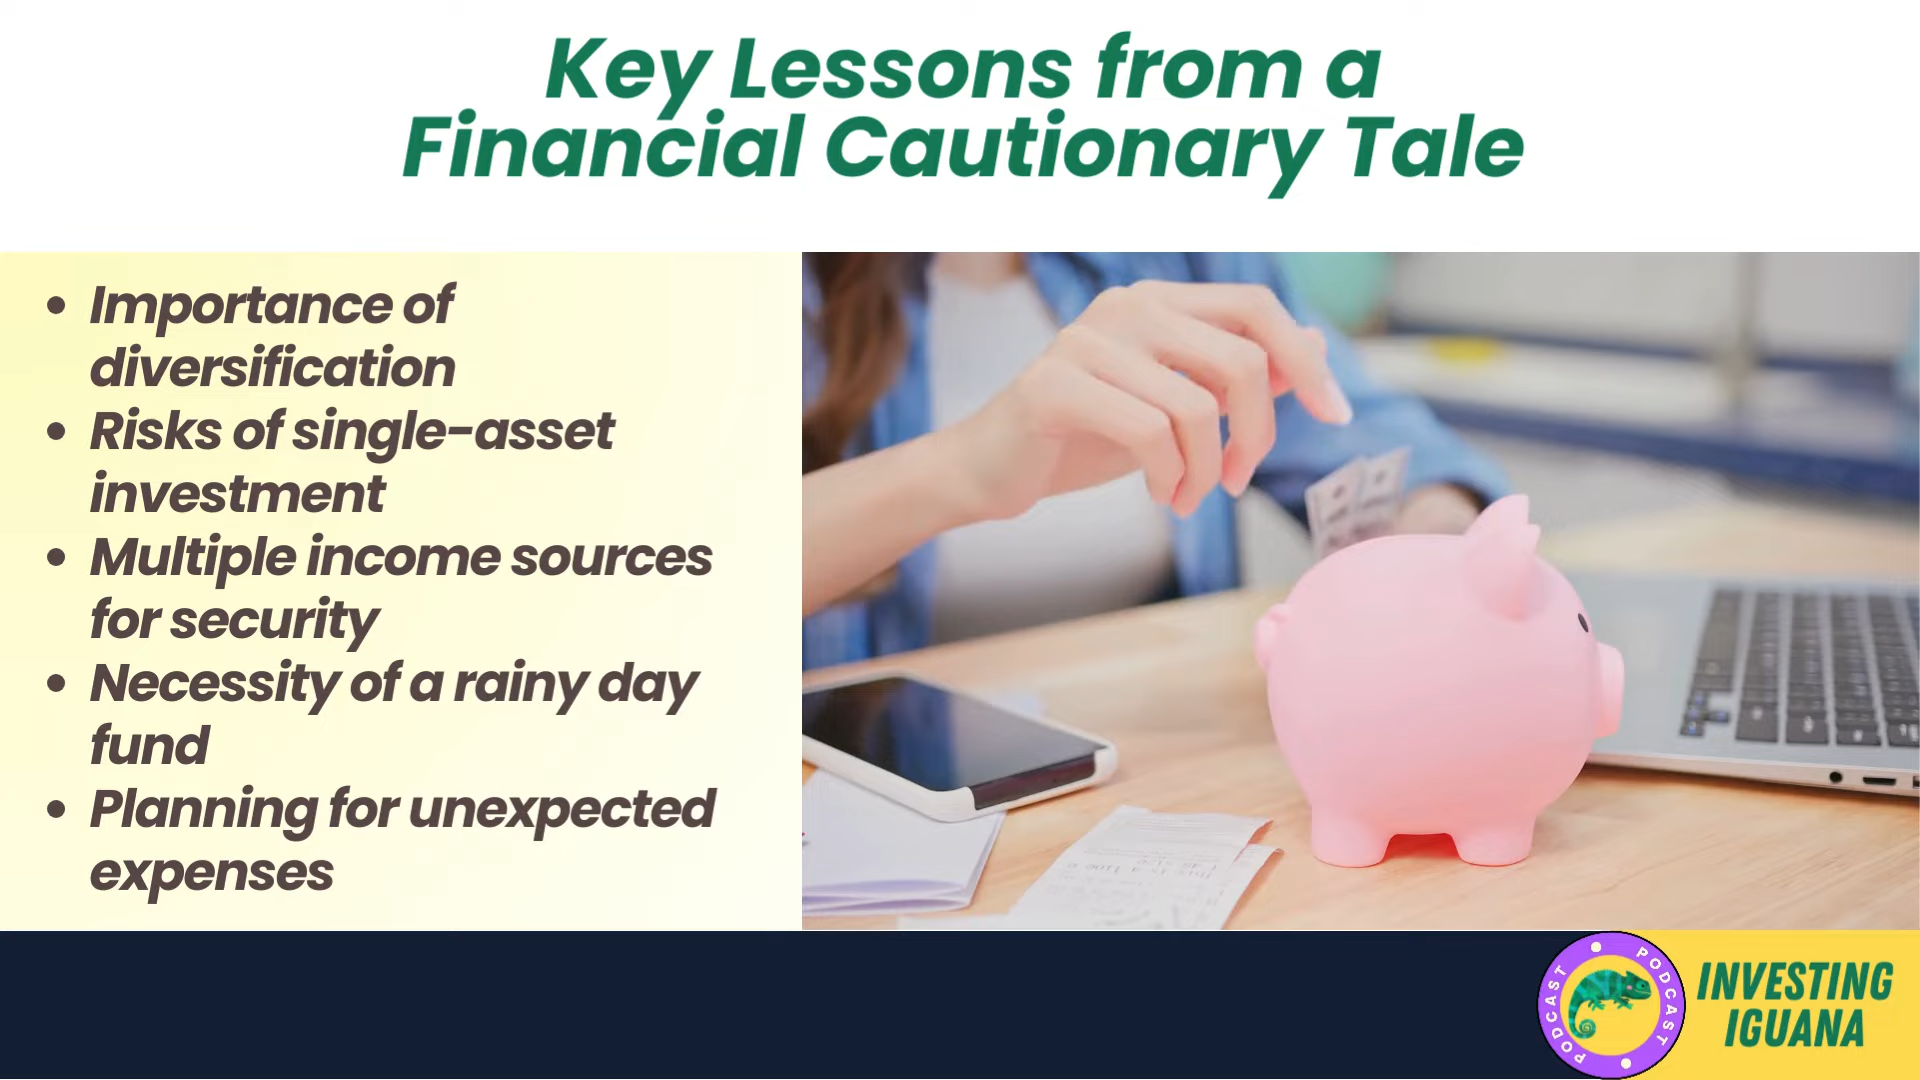 Key Lessons from a
Financial Cautionary Tale
• Importance of
diversification
• Risks of single-asset
investment
• Multiple income sources
for security
• Necessity of a rainy day
fund
• Planning for unexpected
expenses
PODCAST
PODCAST
INVESTING
IGUANA